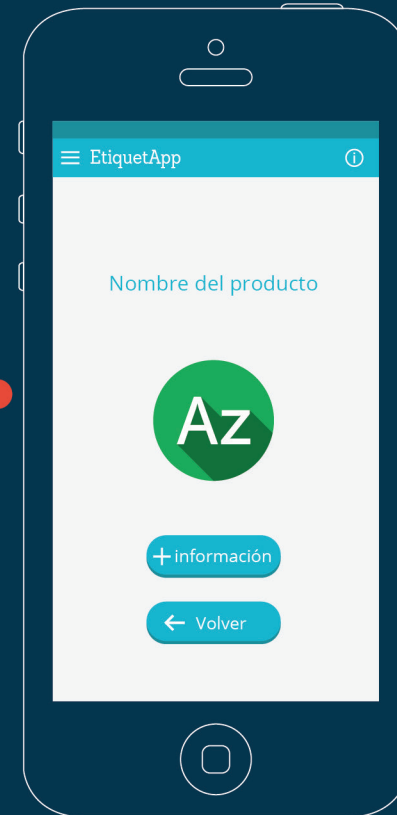 EtiquetApp
Nombre del producto
Az
+ información
Volver